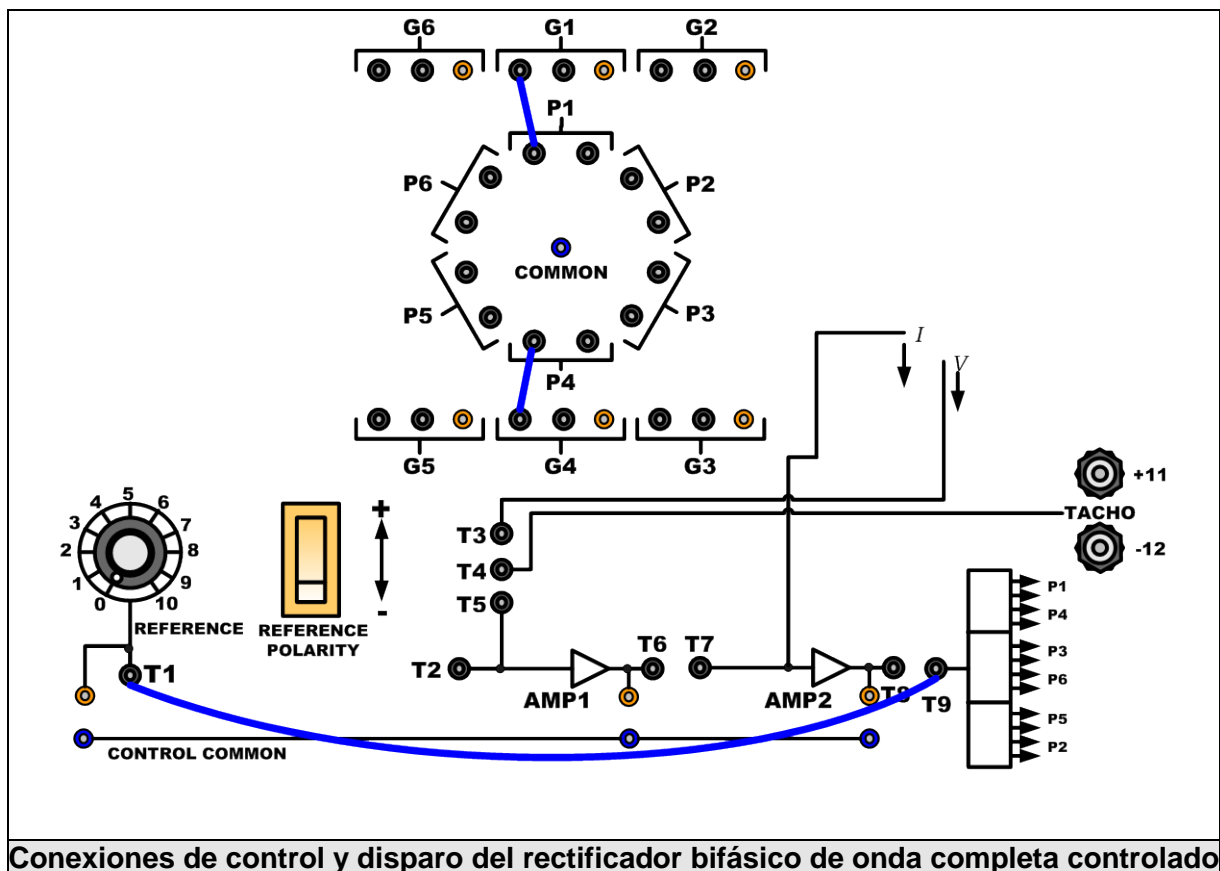 G6 G1 G2
P1
P6 P2
COMMON
P5 P3
P4
I
V
G5 G4 G3
+11
TACHO
-12
0 1 2 3 4 5 6 7 8 9 10
REFERENCE
+
-
REFERENCE
POLARITY
T3
T4
T5
T1
T2
AMP1
T6
T7
AMP2
T8
T9
P1
P4
P3
P6
P5
P2
CONTROL COMMON
Conexiones de control y disparo del rectificador bifásico de onda completa controlado